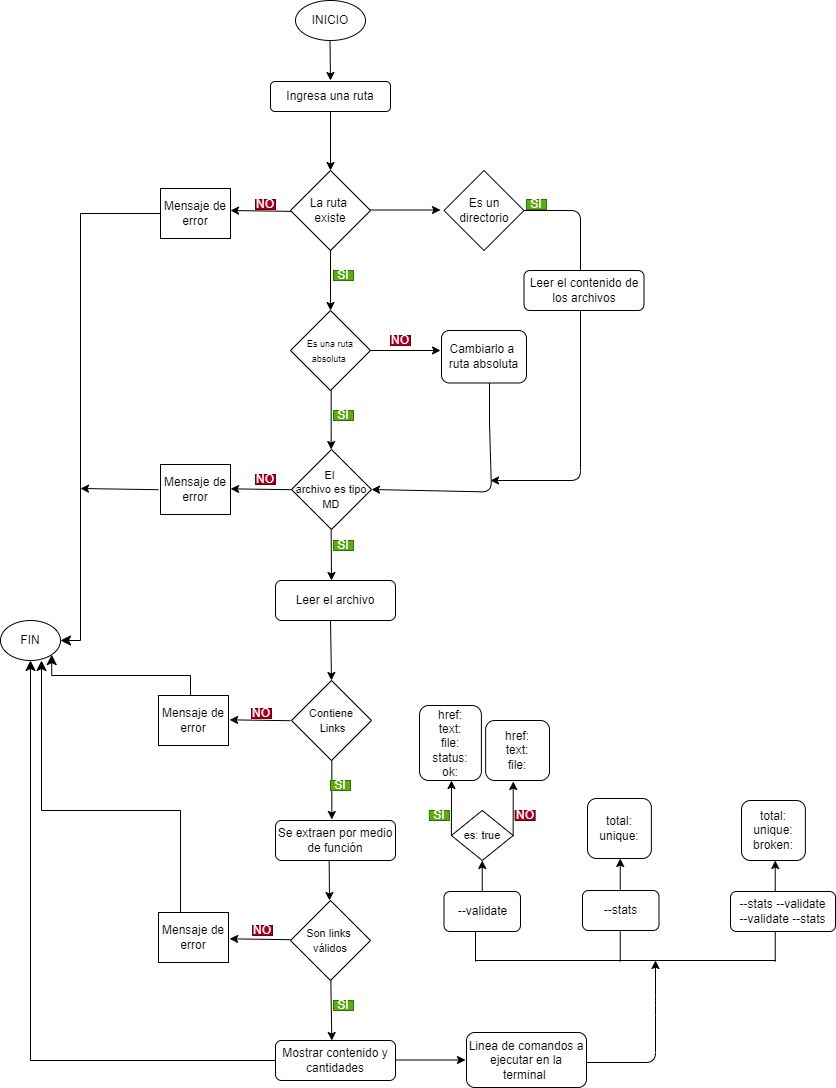 INICIO
Ingresa una ruta
La ruta
existe
NO
Mensaje de
error
Es un
directorio
SI
Leer el contenido de
los archivos
SI
Es una ruta
absoluta
NO
Cambiarlo a
ruta absoluta
SI
El
archivo es tipo
MD
NO
Mensaje de
error
SI
Leer el archivo
FIN
Contiene
Links
NO
Mensaje de
error
SI
Se extraen por medio
de función
Son links
válidos
NO
Mensaje de
error
SI
Mostrar contenido y
cantidades
Linea de comandos a
ejecutar en la
terminal
href:
text:
file:
status:
ok:
href:
text:
file:
SI
NO
es: true
--validate
total:
unique:
--stats
total:
unique:
broken:
--stats --validate
--validate --stats